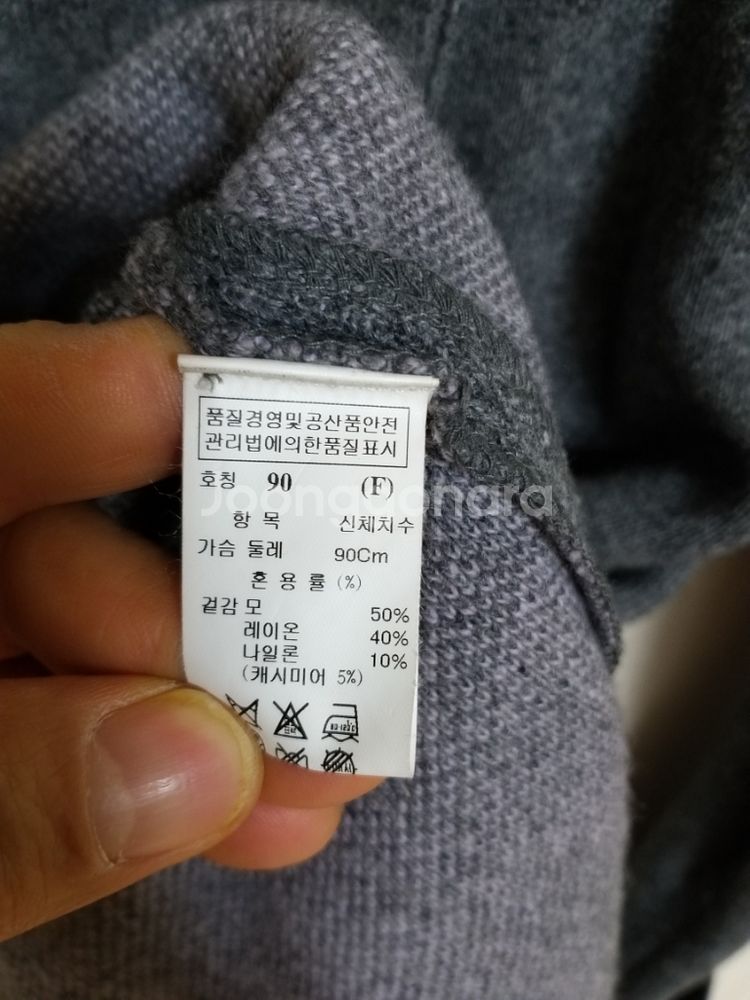 품질경영및공산품안전
관리법에의한품질표시
호칭 90 (F)
Joonggonara
항 목 신체치수
가슴 둘레 90Cm
혼 용 률 (%)
겉감 모 50%
레이온 40%
나일론 10%
(캐시미어 5%)